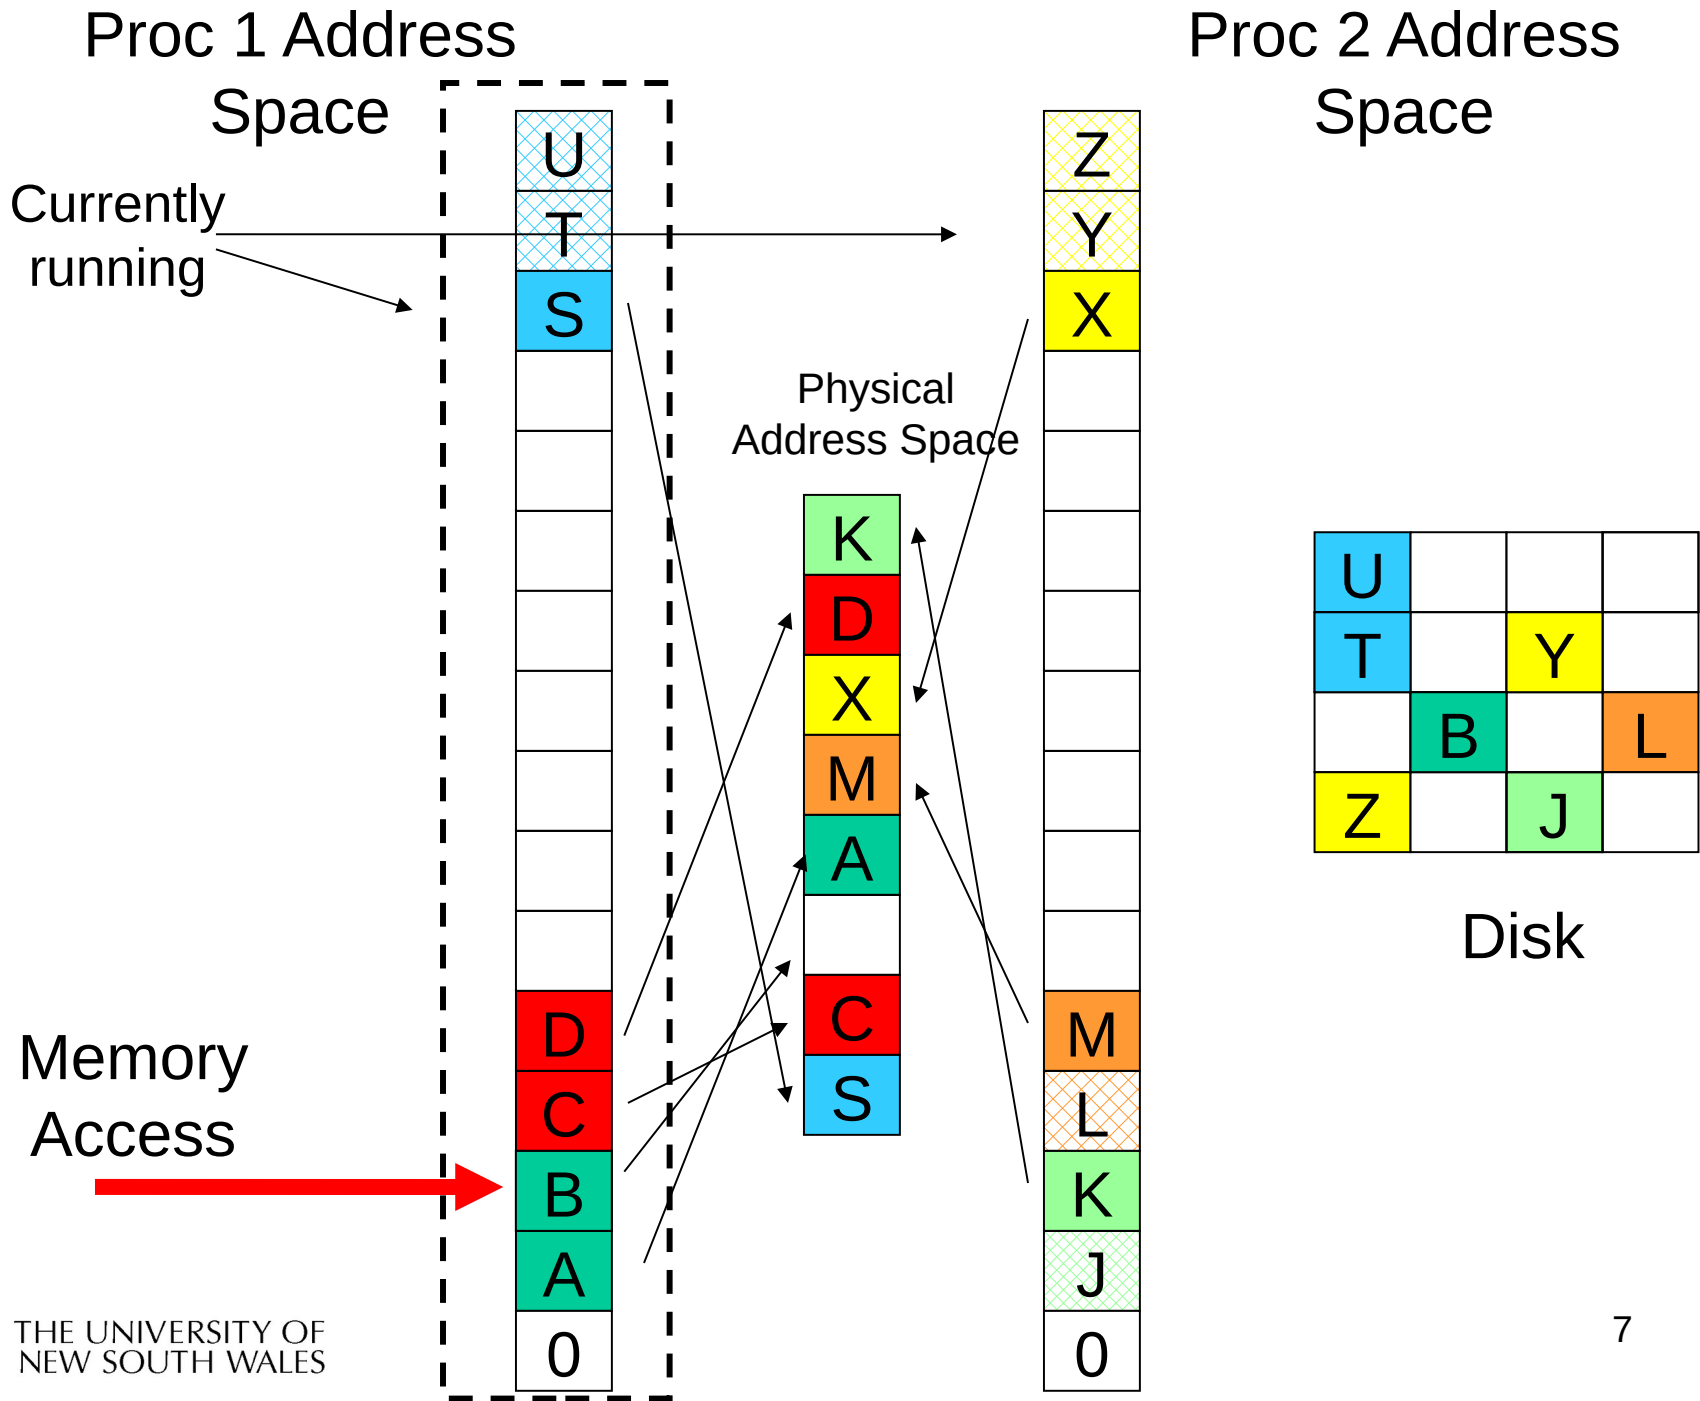 Proc 1 Address
Space
Proc 2 Address
Space
Currently
running
U
T
S
D
C
B
A
0
Physical
Address Space
K
D
X
M
A
C
S
Z
Y
X
M
L
K
J
0
U
T Y
B L
Z J
Disk
Memory
Access
THE UNIVERSITY OF
NEW SOUTH WALES
7